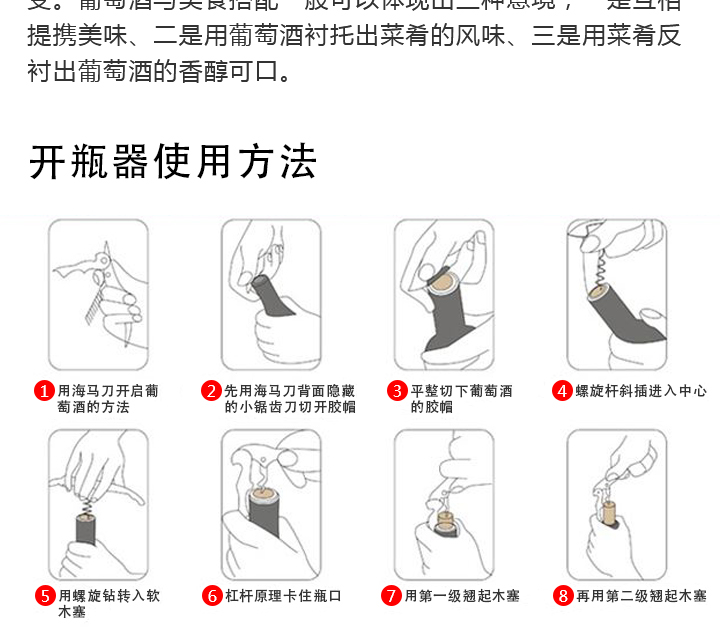 受。葡萄酒与美食搭配一般可以体现出三种意境，一是互相
提携美味、二是用葡萄酒衬托出菜肴的风味、三是用菜肴反
衬出葡萄酒的香醇可口。
开瓶器使用方法
1 用海马刀开启葡
萄酒的方法
2 先用海马刀背面隐藏
的小锯齿刀切开胶帽
3 平整切下葡萄酒
的胶帽
4 螺旋杆斜插进入中心
5 用螺旋钻转入软
木塞
6 杠杆原理卡住瓶口
7 用第一级翘起木塞
8 再用第二级翘起木塞